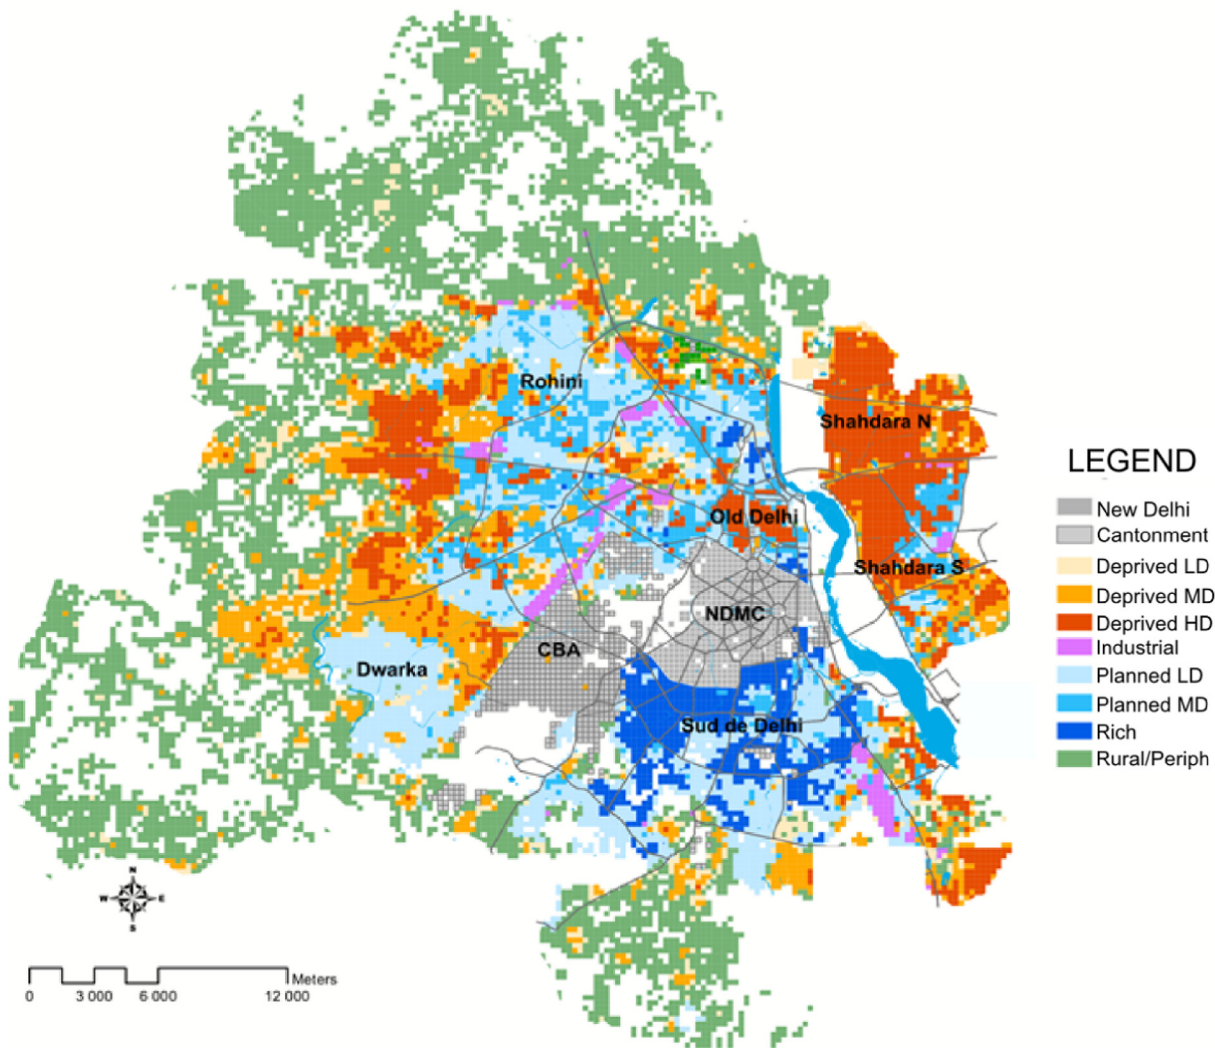 Rohini
Shahdara N
Old Delhi
Shahdara S
NDMC
CBA
Dwarka
Sud de Delhi
LEGEND
New Delhi
Cantonment
Deprived LD
Deprived MD
Deprived HD
Industrial
Planned LD
Planned MD
Rich
Rural/Periph
N
W E
S
Meters
0 3 000 6 000 12 000